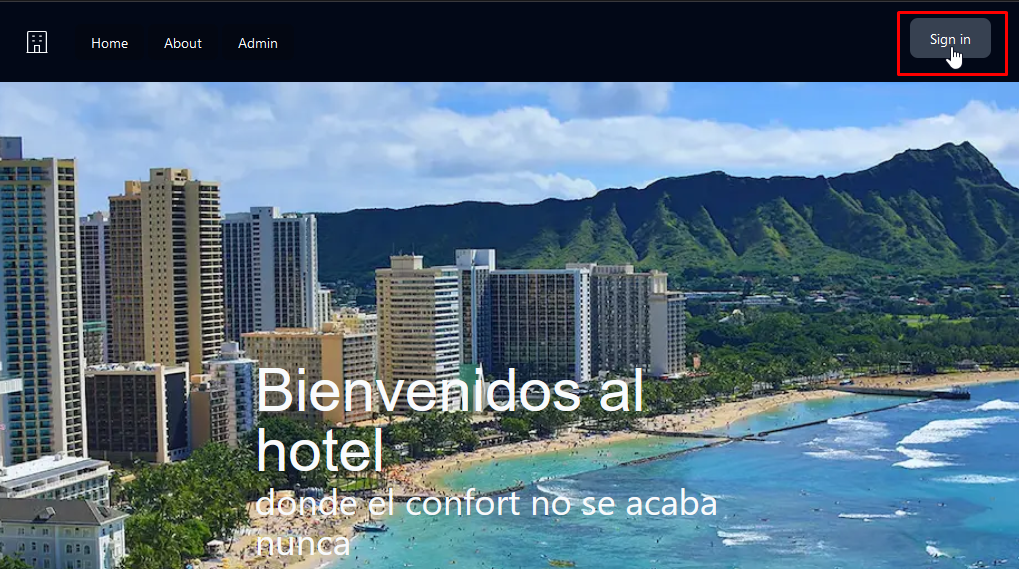 Home
About
Admin
Sign in
Bienvenidos al
hotel
donde el confort no se acaba
nunca